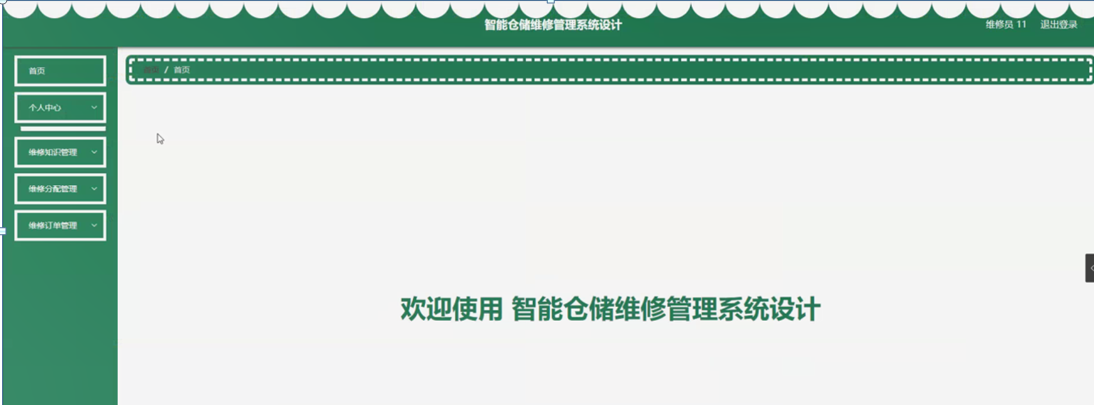 智能仓储维修管理系统设计
维修员 11 退出登录
首页
/ 首页
个人中心
维修知识管理
维修分配管理
维修订单管理
欢迎使用 智能仓储维修管理系统设计